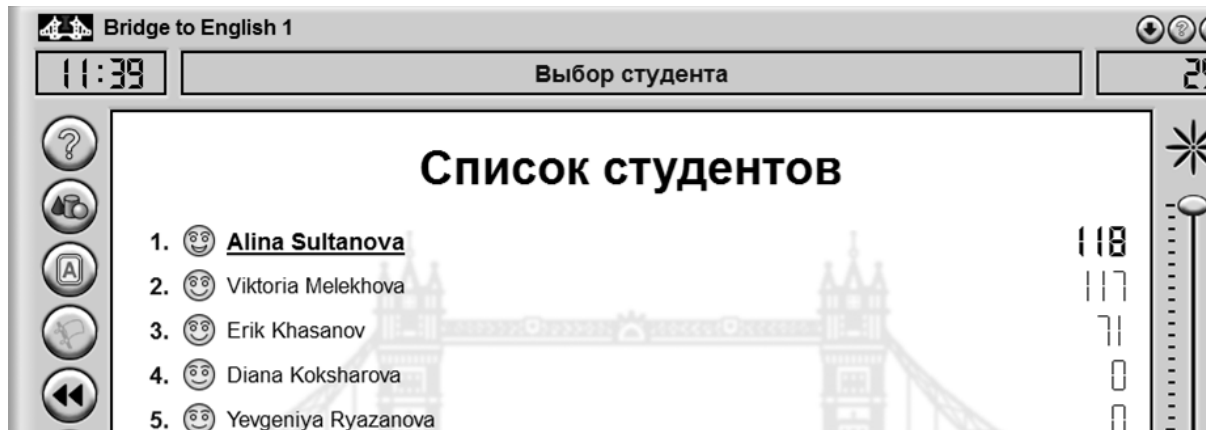 Bridge to English 1
11:39
Выбор студента
Список студентов
1. Alina Sultanova 118
2. Viktoria Melekhova 117
3. Erik Khasanov 71
4. Diana Koksharova 0
5. Yevgeniya Ryazanova 0